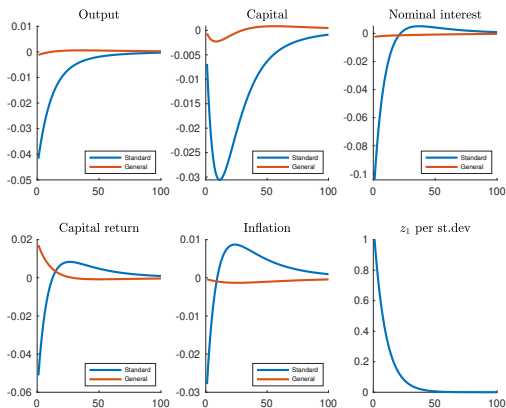 Output
0.01
0
-0.01
-0.02
-0.03
-0.04
-0.05
0 50 100
Standard
General
Capital
0
-0.005
-0.01
-0.015
-0.02
-0.025
-0.03
0 50 100
Standard
General
Nominal interest
0
-0.02
-0.04
-0.06
-0.08
-0.1
0 50 100
Standard
General
Capital return
0.02
0
-0.02
-0.04
-0.06
0 50 100
Standard
General
Inflation
0.01
0
-0.01
-0.02
-0.03
0 50 100
Standard
General
z₁ per st.dev
1
0.8
0.6
0.4
0.2
0
0 50 100